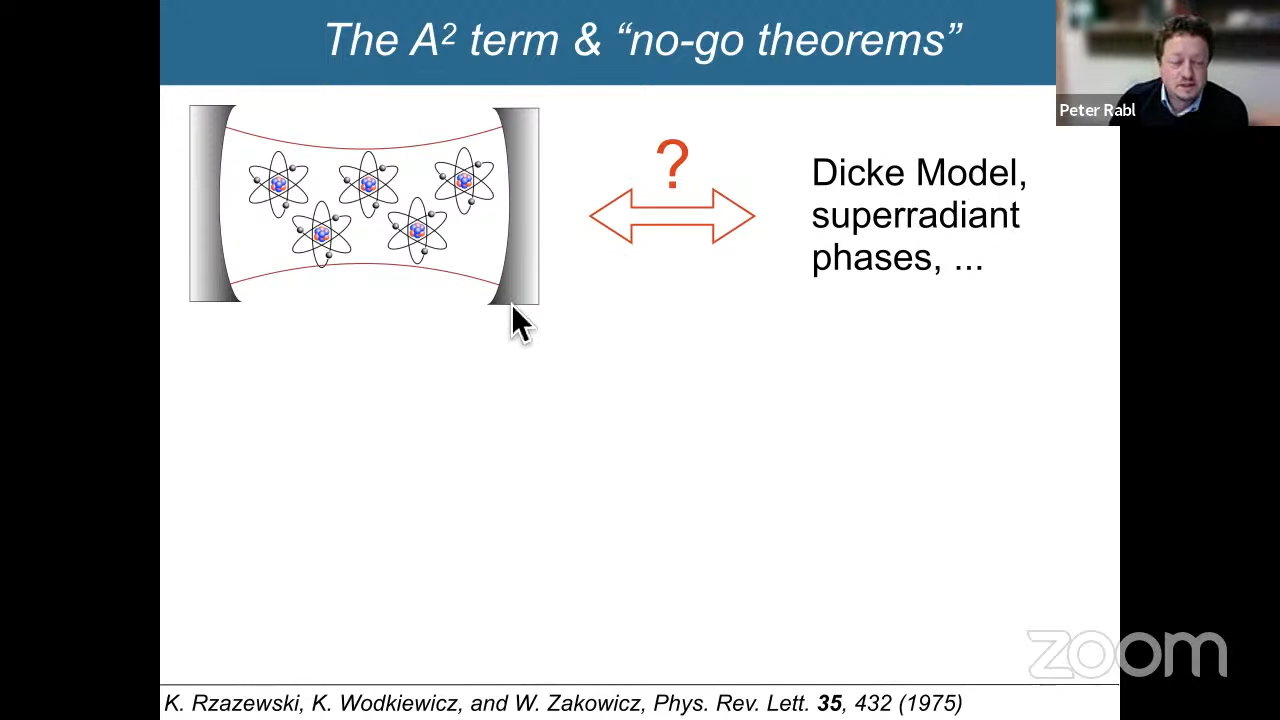 The A² term & “no-go theorems”
Peter Rabl
?
Dicke Model,
superradiant
phases, ...
zoom
K. Rzazewski, K. Wodkiewicz, and W. Zakowicz, Phys. Rev. Lett. 35, 432 (1975)